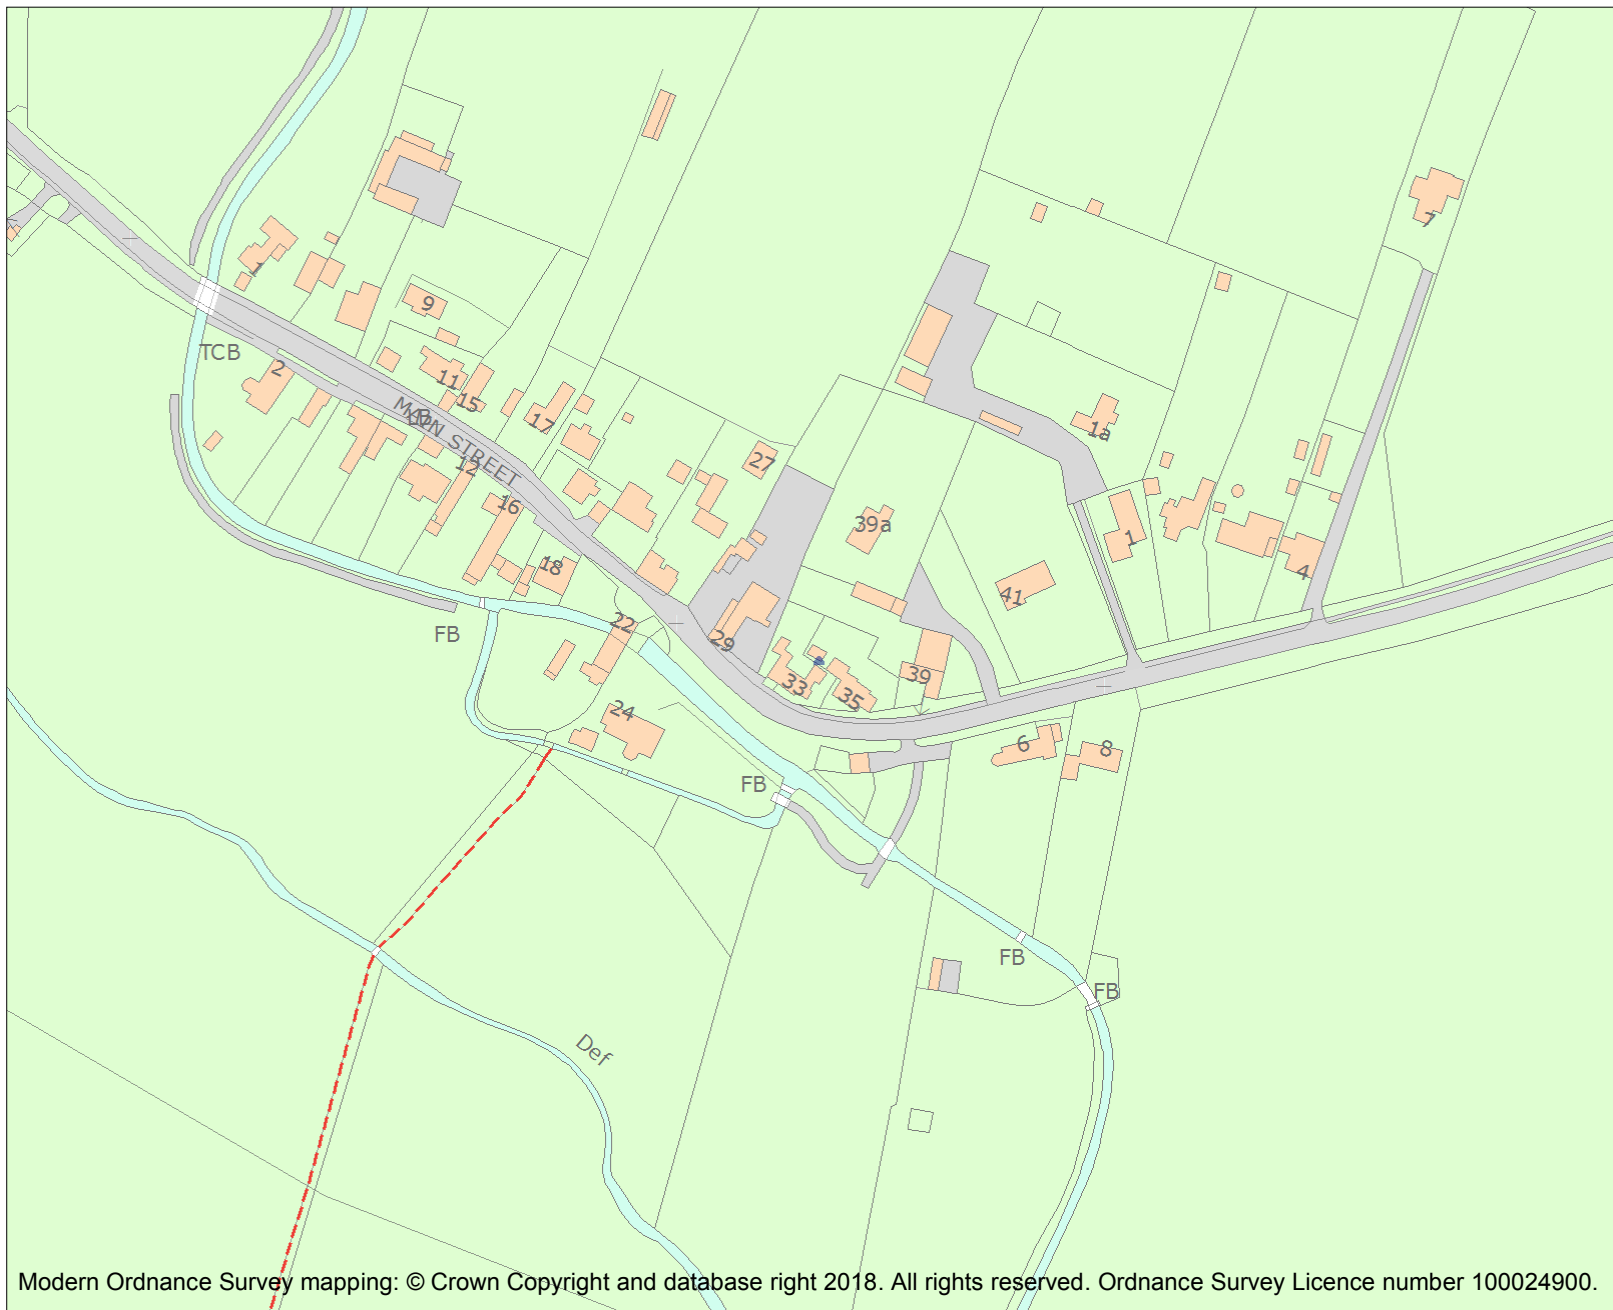 1
7
9
TCB
2
11
15
MAIN STREET
LB
17
1a
12
27
16
39a
1
18
4
41
FB
22
29
39
33
35
24
6
8
FB
FB
FB
Def
Modern Ordnance Survey mapping: © Crown Copyright and database right 2018. All rights reserved. Ordnance Survey Licence number 100024900.